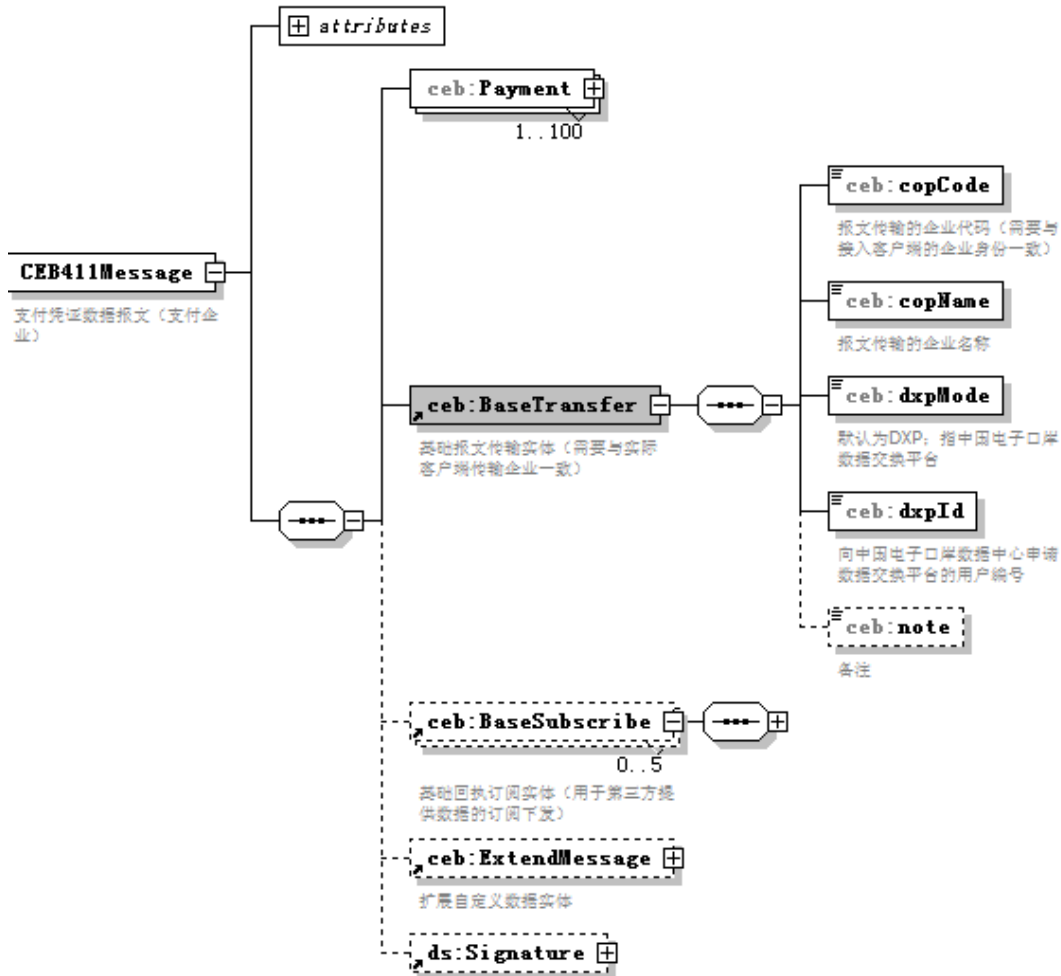 attributes
ceb:Payment
1..100
CEB411Message
支付凭证数据报文（支付企
业）
ceb:BaseTransfer
基础报文传输实体（需要与实际
客户端传输企业一致）
ceb:copCode
报文传输的企业代码（需要与
接入客户端的企业身份一致）
ceb:copName
报文传输的企业名称
ceb:dxpMode
默认为DXP；指中国电子口岸
数据交换平台
ceb:dxpId
向中国电子口岸数据中心申请
数据交换平台的用户编号
ceb:note
备注
ceb:BaseSubscribe
0..5
基础回执订阅实体（用于第三方提
供数据的订阅下发）
ceb:ExtendMessage
扩展自定义数据实体
ds:Signature